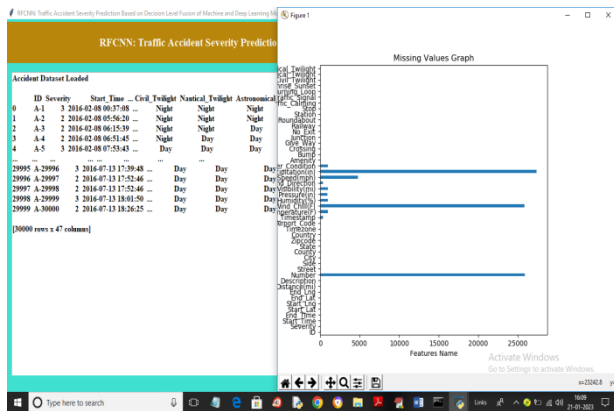 RFCNN: Traffic Accident Severity Prediction Based on Decision Level Fusion of Machine and Deep Learning
RFCNN: Traffic Accident Severity Predictio
Accident Dataset Loaded
ID Severity Start_Time ... Civil_Twilight Nautical_Twilight Astronomical
0 A-1 3 2016-02-08 00:37:08 ... Night Night Night
1 A-2 2 2016-02-08 05:56:20 ... Night Night Night
2 A-3 2 2016-02-08 06:15:39 ... Night Night Day
3 A-4 2 2016-02-08 06:51:45 ... Night Day Day
4 A-5 3 2016-02-08 07:53:43 ... Day Day Day
... ... ... ... ... ... ...
29995 A-29996 3 2016-07-13 17:39:48 ... Day Day Day
29996 A-29997 2 2016-07-13 17:52:46 ... Day Day Day
29997 A-29998 2 2016-07-13 17:52:46 ... Day Day Day
29998 A-29999 3 2016-07-13 18:01:50 ... Day Day Day
29999 A-30000 2 2016-07-13 18:26:25 ... Day Day Day
[30000 rows x 47 columns]
Figure 1
Missing Values Graph
Stop
Station
Roundabout
Railway
No_Exit
Junction
Give_Way
Crossing
Bump
Amenity
Timezone
Country
Zipcode
State
County
City
Side
Street
Number
Description
Distance(mi)
End_Lng
End_Lat
Start_Lng
Start_Lat
End_Time
Start_Time
Severity
ID
0 5000 10000 15000 20000 25000
Features Name
Activate Windows
Go to Settings to activate Windows.
x=23242.8
Type here to search
Links
16:09
21-01-2023